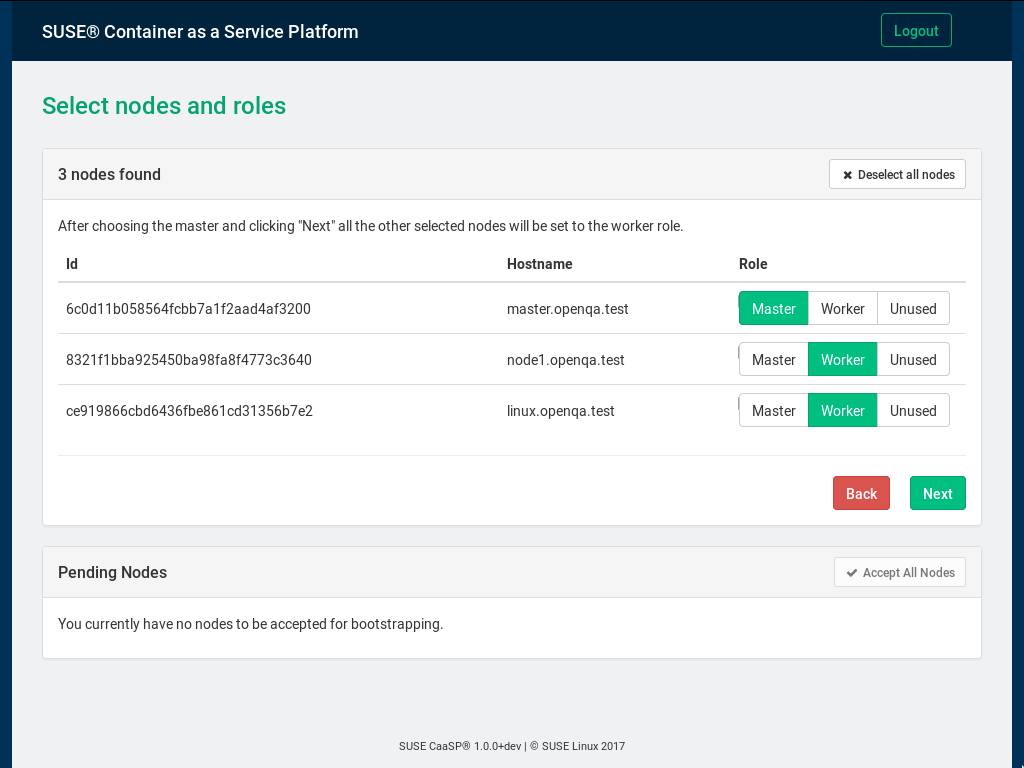 SUSE® Container as a Service Platform
Logout
Select nodes and roles
3 nodes found
Deselect all nodes
After choosing the master and clicking "Next" all the other selected nodes will be set to the worker role.
Id Hostname Role
6c0d11b058564fcbb7a1f2aad4af3200 master.openqa.test Master Worker Unused
8321f1bba925450ba98fa8f4773c3640 node1.openqa.test Master Worker Unused
ce919866cbd6436fbe861cd31356b7e2 linux.openqa.test Master Worker Unused
Back Next
Pending Nodes
Accept All Nodes
You currently have no nodes to be accepted for bootstrapping.
SUSE CaaSP® 1.0.0+dev | © SUSE Linux 2017